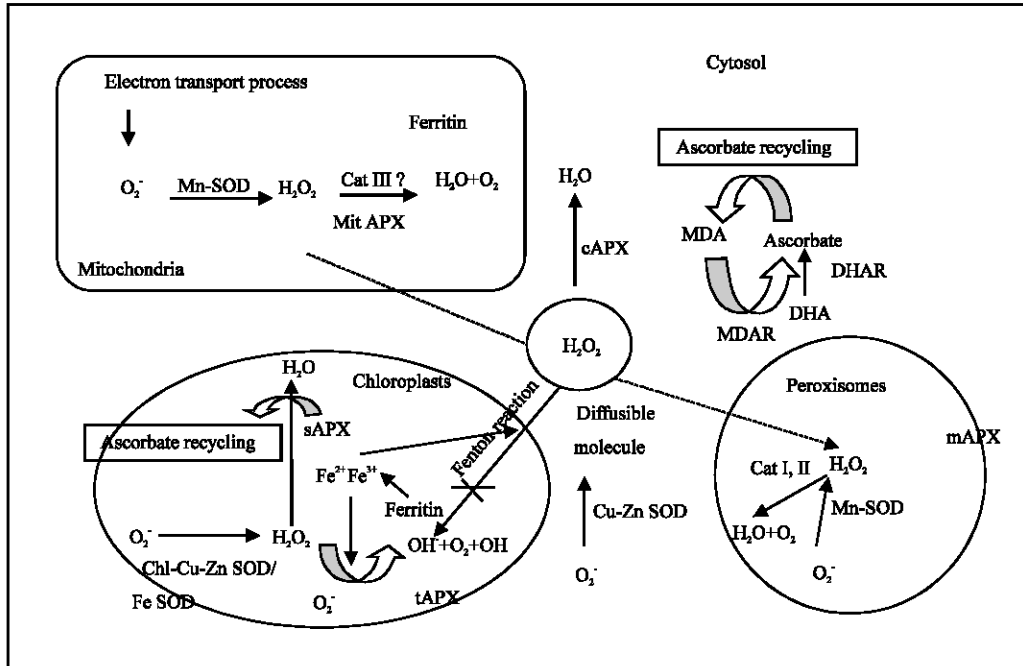 Cytosol
Electron transport process
Ferritin
O₂⁻
Mn-SOD
H₂O₂
Cat III ?
H₂O+O₂
Mit APX
Mitochondria
Ascorbate recycling
MDA
Ascorbate
DHAR
DHA
MDAR
H₂O
cAPX
H₂O₂
Diffusible
molecule
Cu-Zn SOD
O₂⁻
Chloroplasts
H₂O
sAPX
Ascorbate recycling
Fenton reaction
Fe²⁺Fe³⁺
Ferritin
O₂⁻
H₂O₂
OH⁻+O₂+OH
Chl-Cu-Zn SOD/
Fe SOD
O₂⁻
tAPX
Peroxisomes
mAPX
Cat I, II
H₂O₂
Mn-SOD
H₂O+O₂
O₂⁻